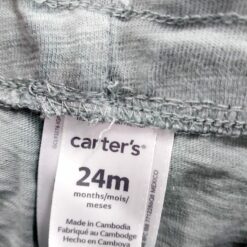 carter's®
24m
months/mois/
meses
Made in Cambodia
Fabriqué au Cambodge
Hecho en Camboya